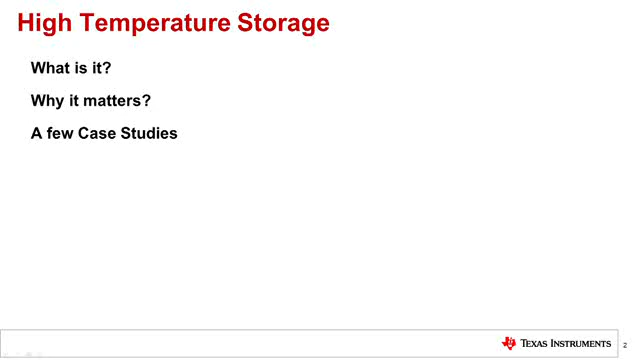 High Temperature Storage
What is it?
Why it matters?
A few Case Studies
TEXAS INSTRUMENTS
2